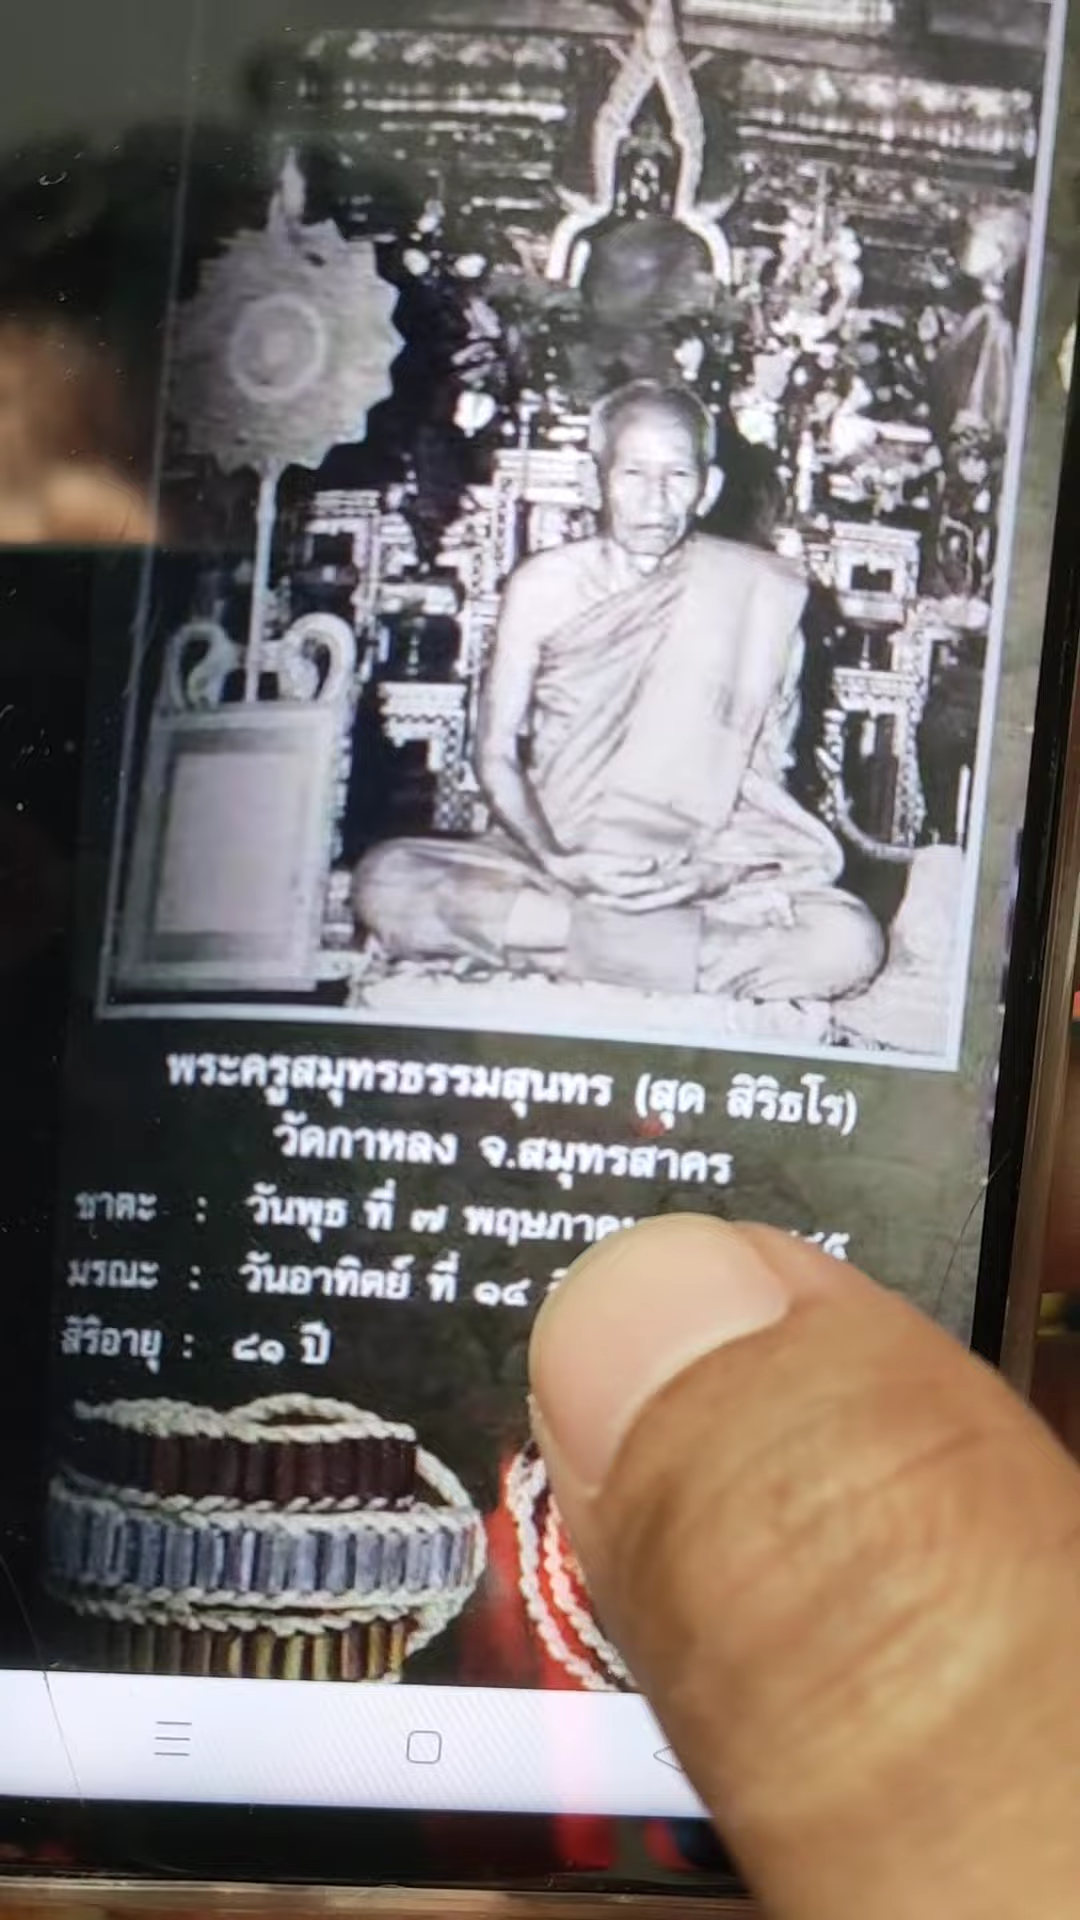 พระครูสมุทรธรรมสุนทร (สุด สิริธโร)
วัดกาหลง จ.สมุทรสาคร
ชาตะ : วันพุธ ที่ ๗ พฤษภาค
มรณะ : วันอาทิตย์ ที่ ๑๔
สิริอายุ : ๘๑ ปี